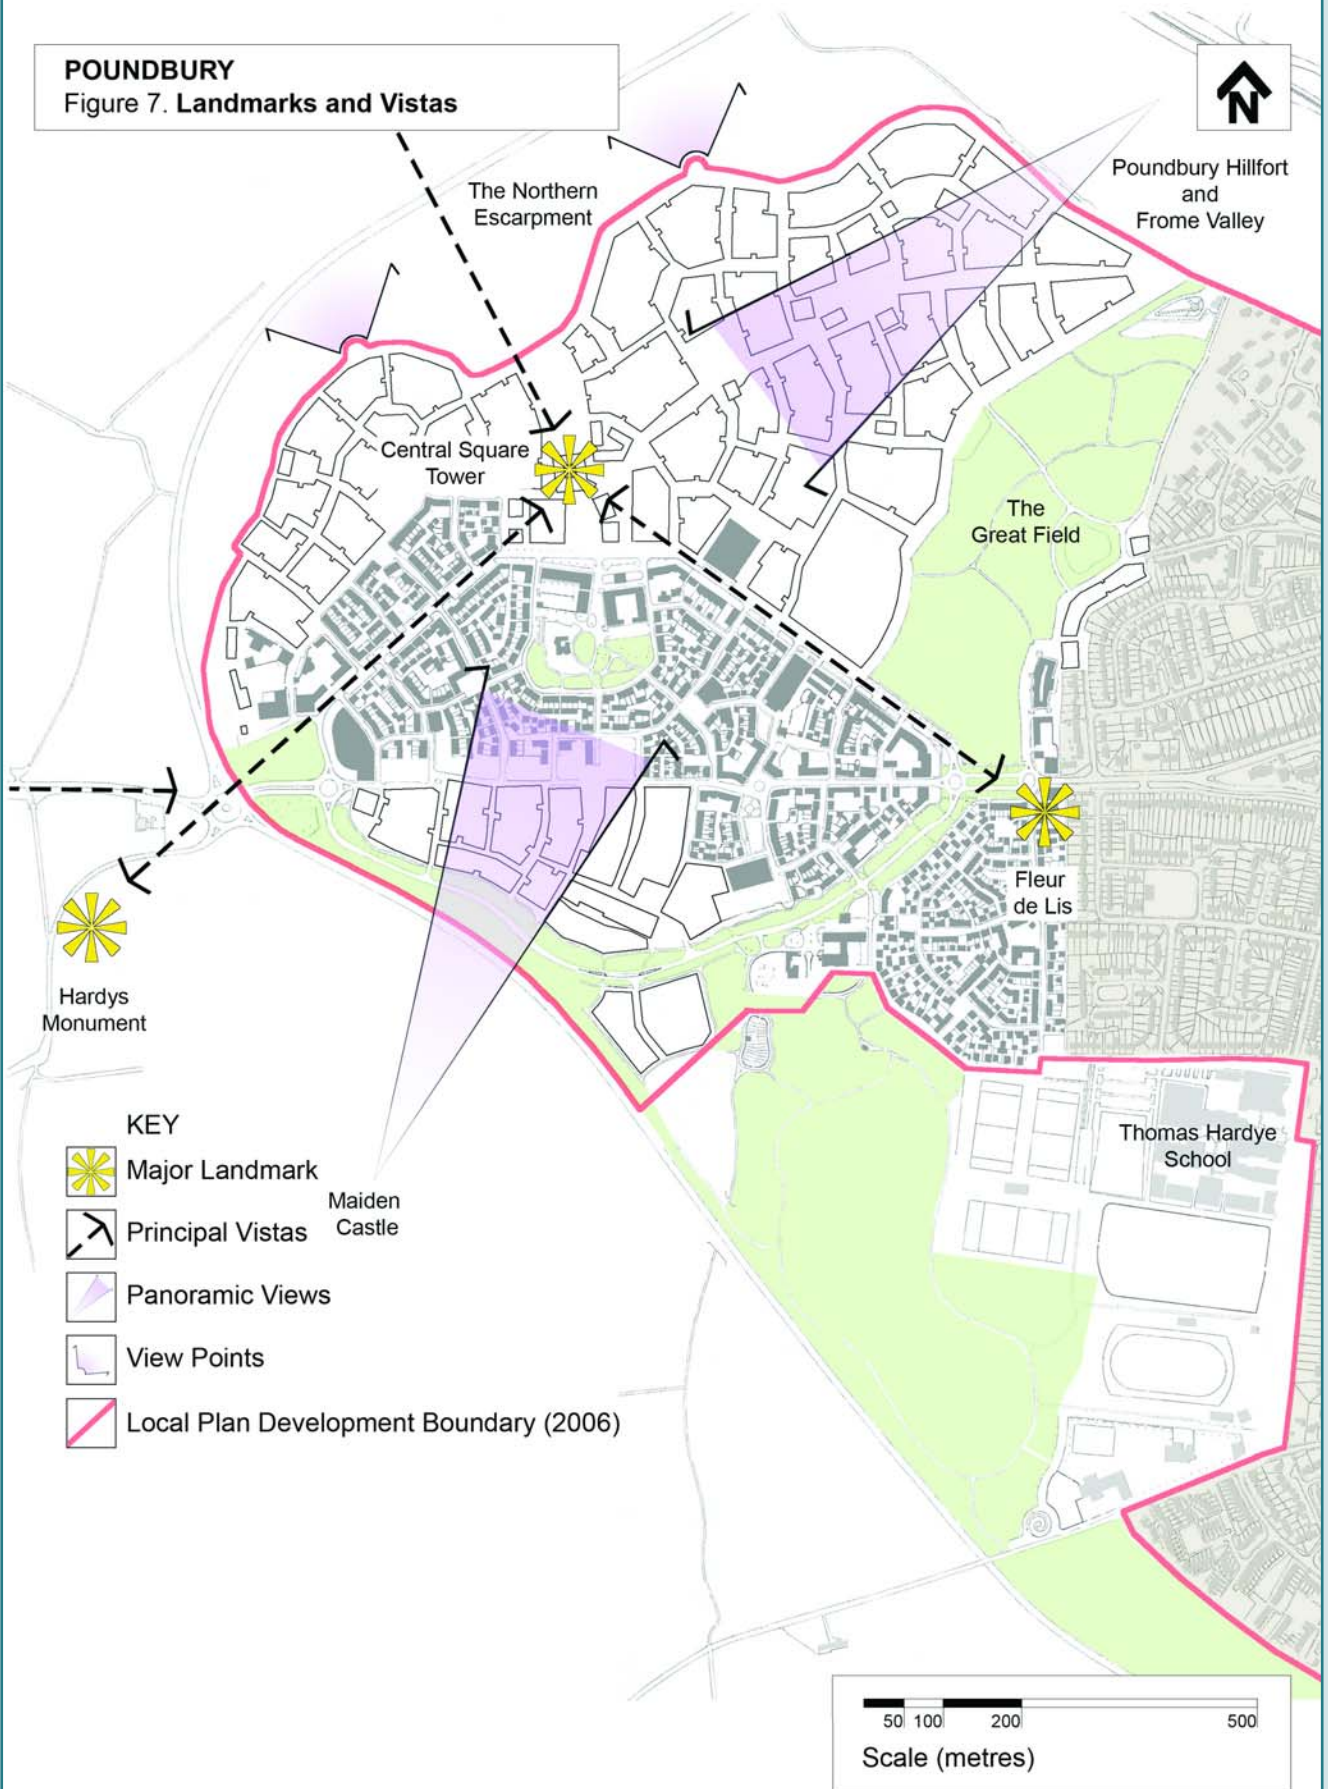 POUNDBURY
Figure 7. Landmarks and Vistas
N
Poundbury Hillfort
and
Frome Valley
The Northern
Escarpment
Central Square
Tower
The
Great Field
Fleur
de Lis
Hardys
Monument
Thomas Hardye
School
Maiden
Castle
KEY
Major Landmark
Principal Vistas
Panoramic Views
View Points
Local Plan Development Boundary (2006)
50 100 200 500
Scale (metres)